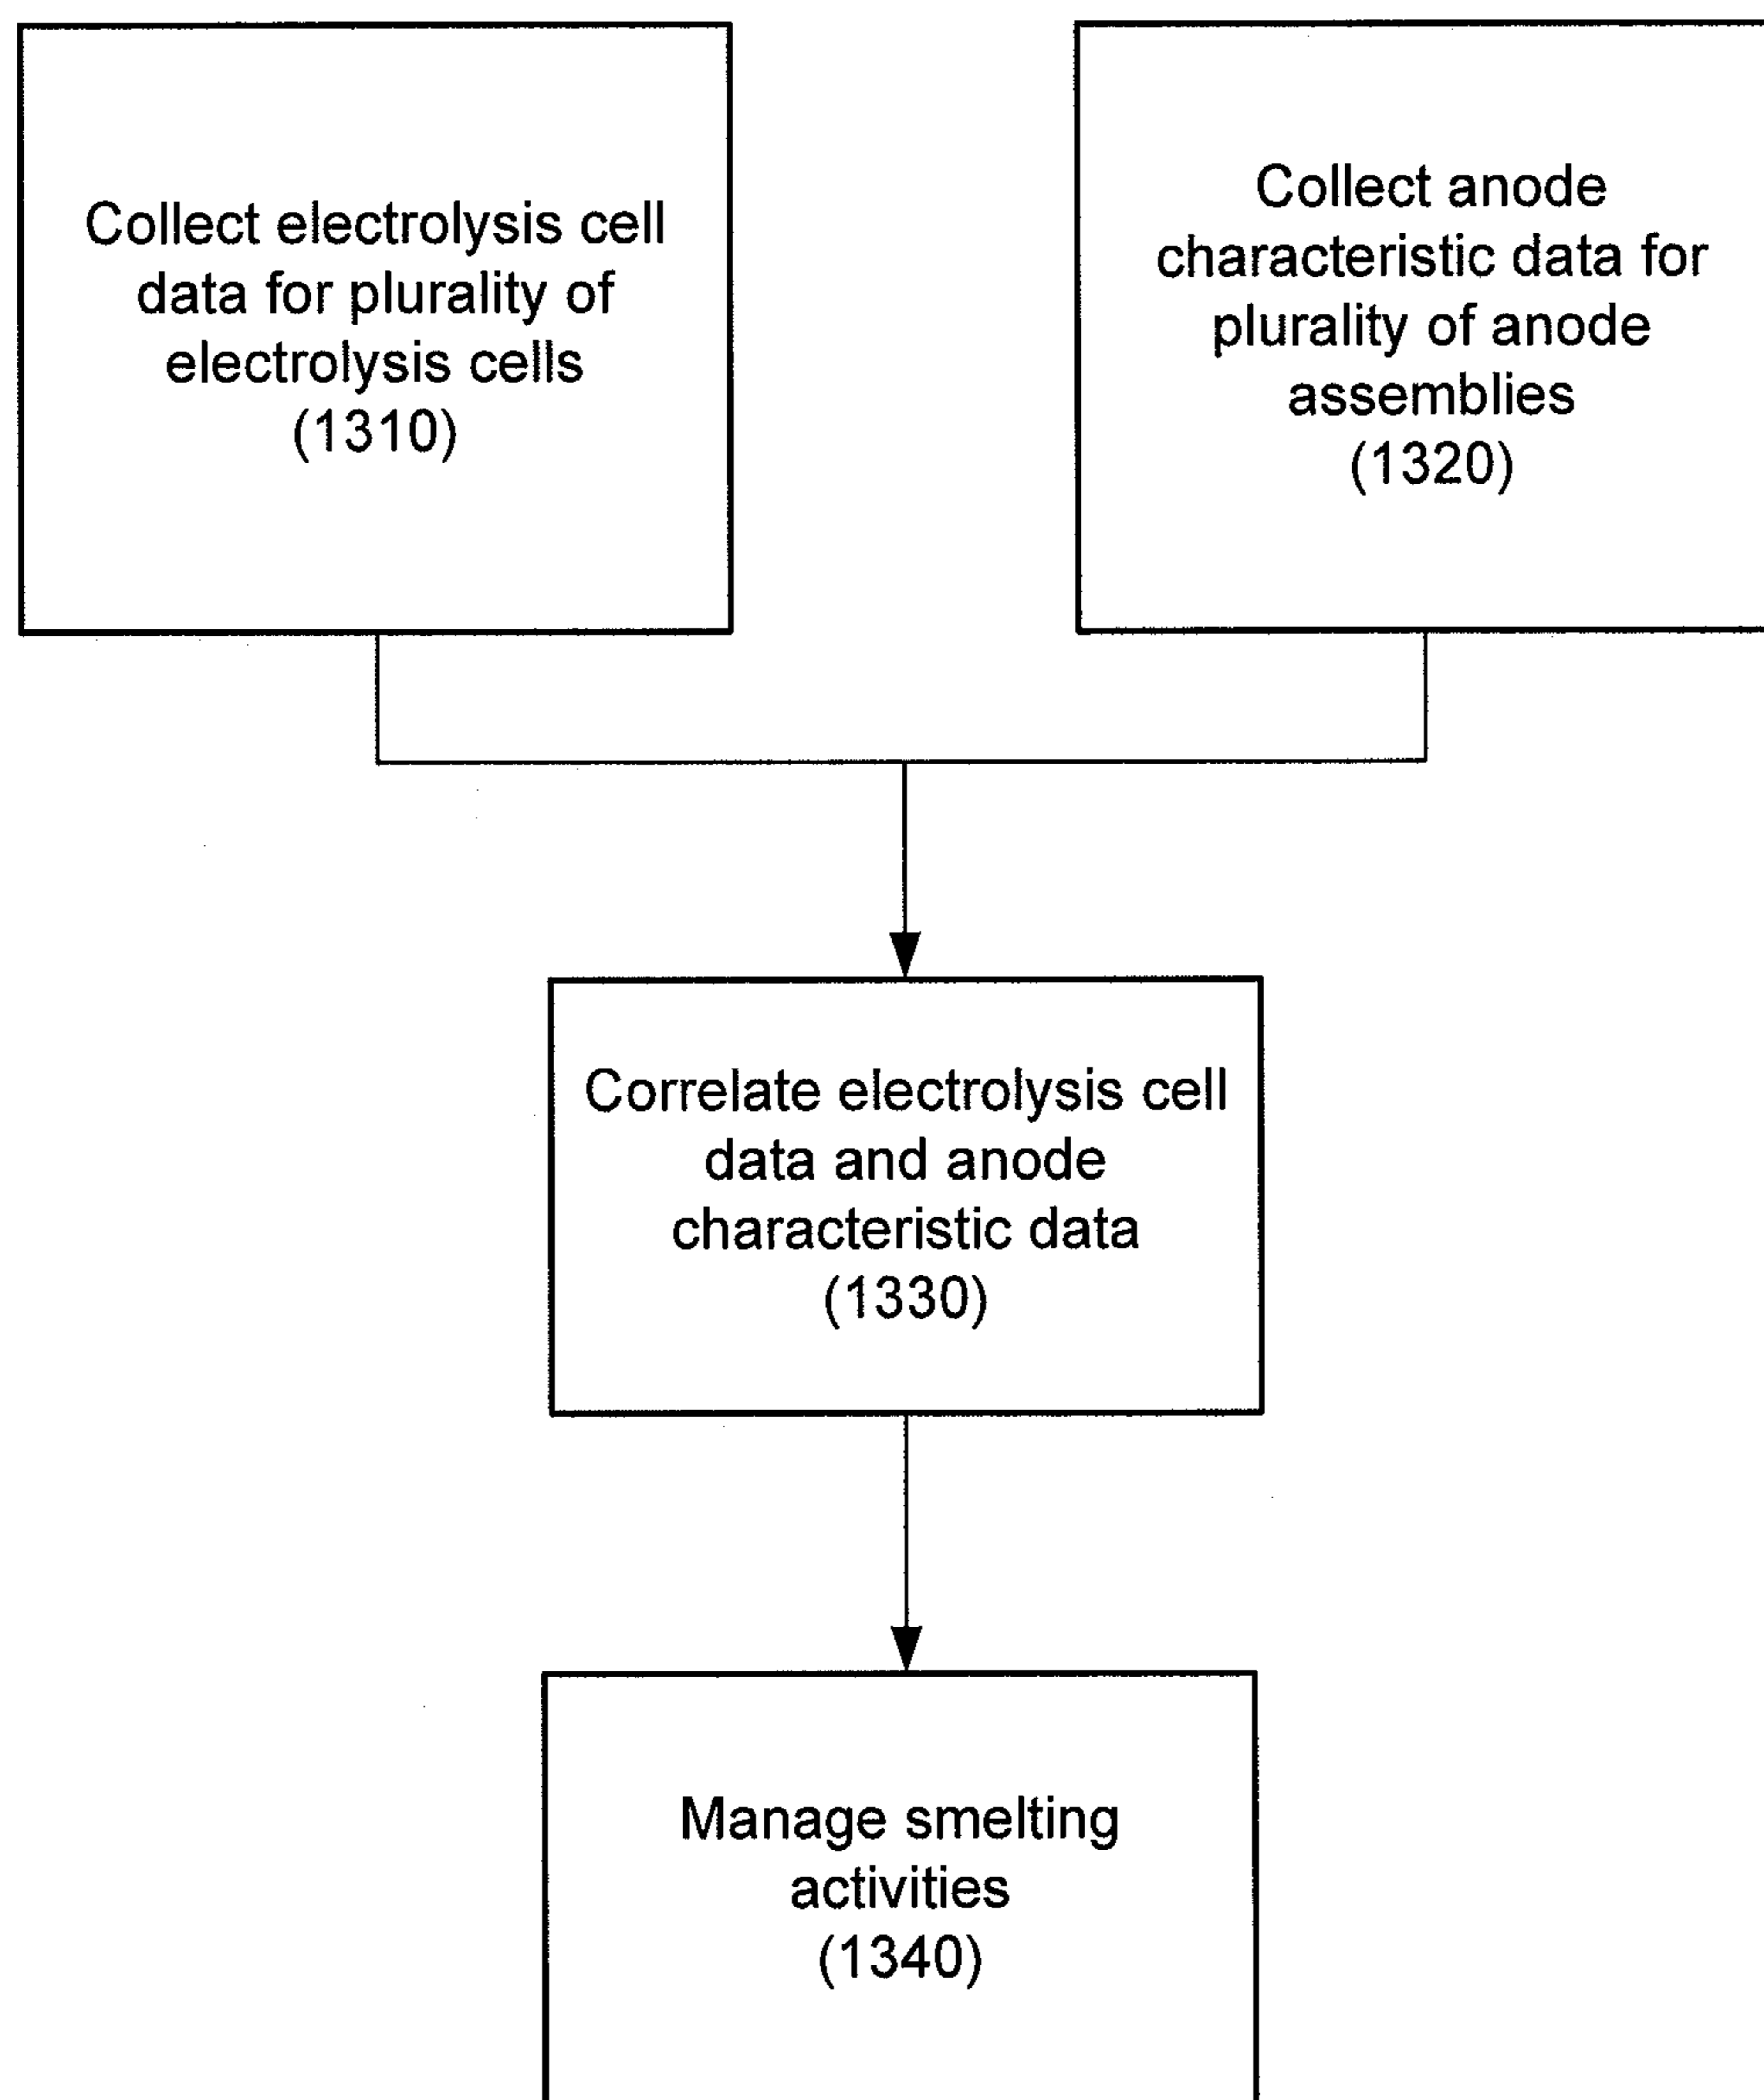 Collect electrolysis cell
data for plurality of
electrolysis cells
(1310)
Collect anode
characteristic data for
plurality of anode
assemblies
(1320)
Correlate electrolysis cell
data and anode
characteristic data
(1330)
Manage smelting
activities
(1340)